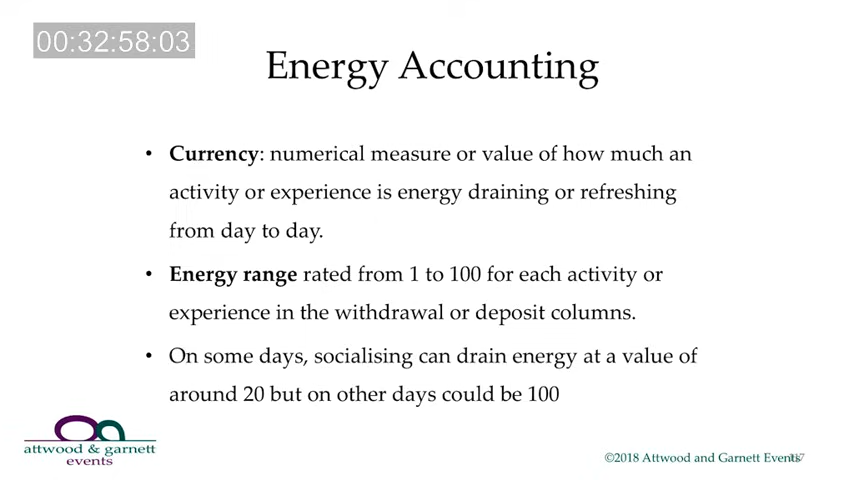 00:32:58:03
Energy Accounting
• Currency: numerical measure or value of how much an
activity or experience is energy draining or refreshing
from day to day.
• Energy range rated from 1 to 100 for each activity or
experience in the withdrawal or deposit columns.
• On some days, socialising can drain energy at a value of
around 20 but on other days could be 100
attwood & garnett
events
©2018 Attwood and Garnett Events